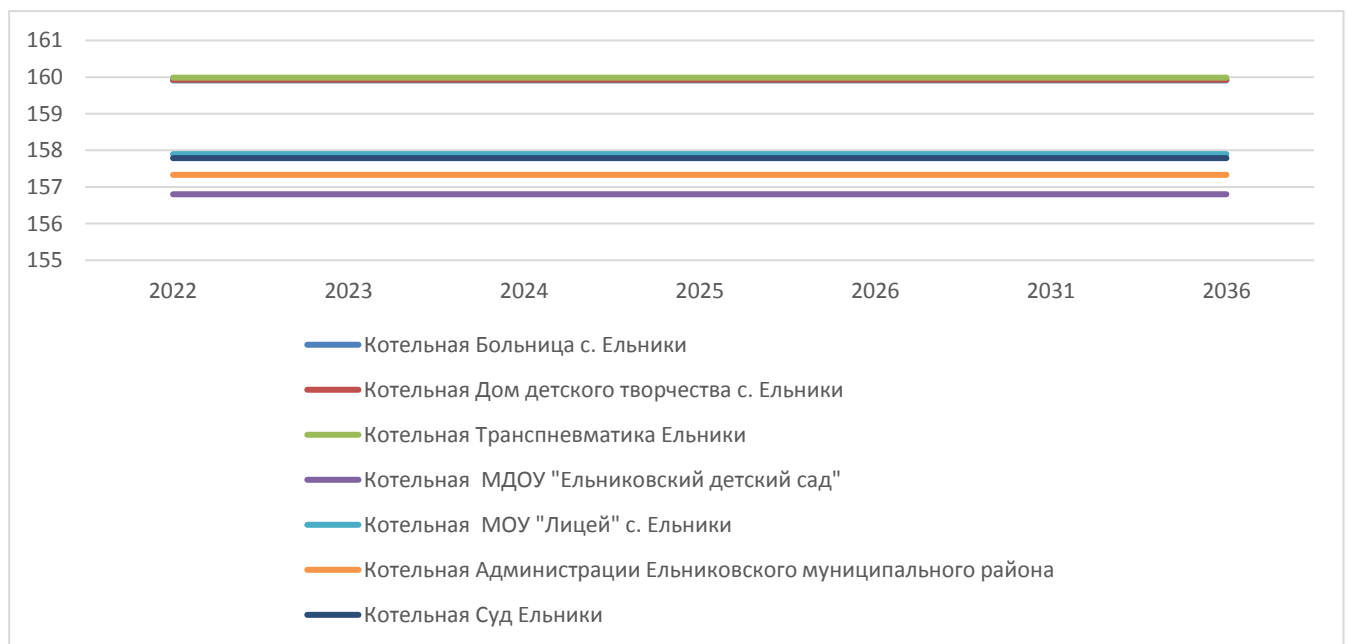 161
160
159
158
157
156
155
2022 2023 2024 2025 2026 2031 2036
Котельная Больница с. Ельники
Котельная Дом детского творчества с. Ельники
Котельная Транспневматика Ельники
Котельная МДОУ "Ельниковский детский сад"
Котельная МОУ "Лицей" с. Ельники
Котельная Администрации Ельниковского муниципального района
Котельная Суд Ельники